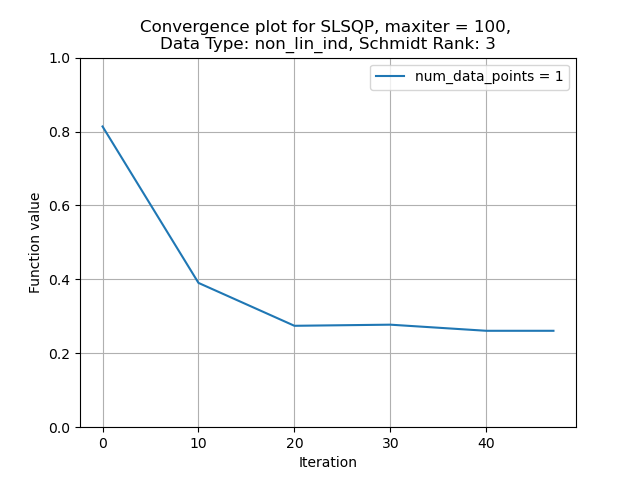 Convergence plot for SLSQP, maxiter = 100,
Data Type: non_lin_ind, Schmidt Rank: 3
num_data_points = 1
Function value
1.0
0.8
0.6
0.4
0.2
0.0
0 10 20 30 40
Iteration